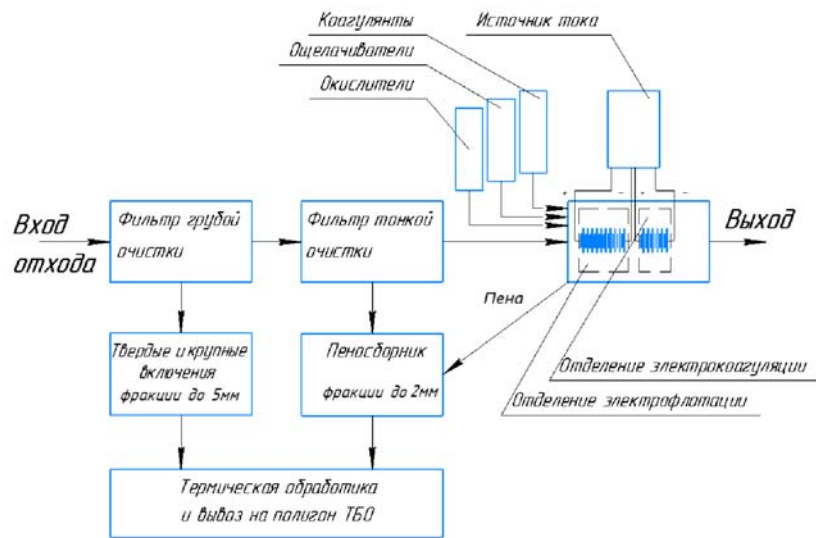 Коагулянты
Источник тока
Ощелачиватели
Окислители
Вход
отхода
Фильтр грубой
очистки
Фильтр тонкой
очистки
Выход
Пена
Твердые и крупные
включения
фракции до 5мм
Пеносборник
фракции до 2мм
Отделение электрокоагуляции
Отделение электрофлотации
Термическая обработика
и вывоз на полигон ТБО